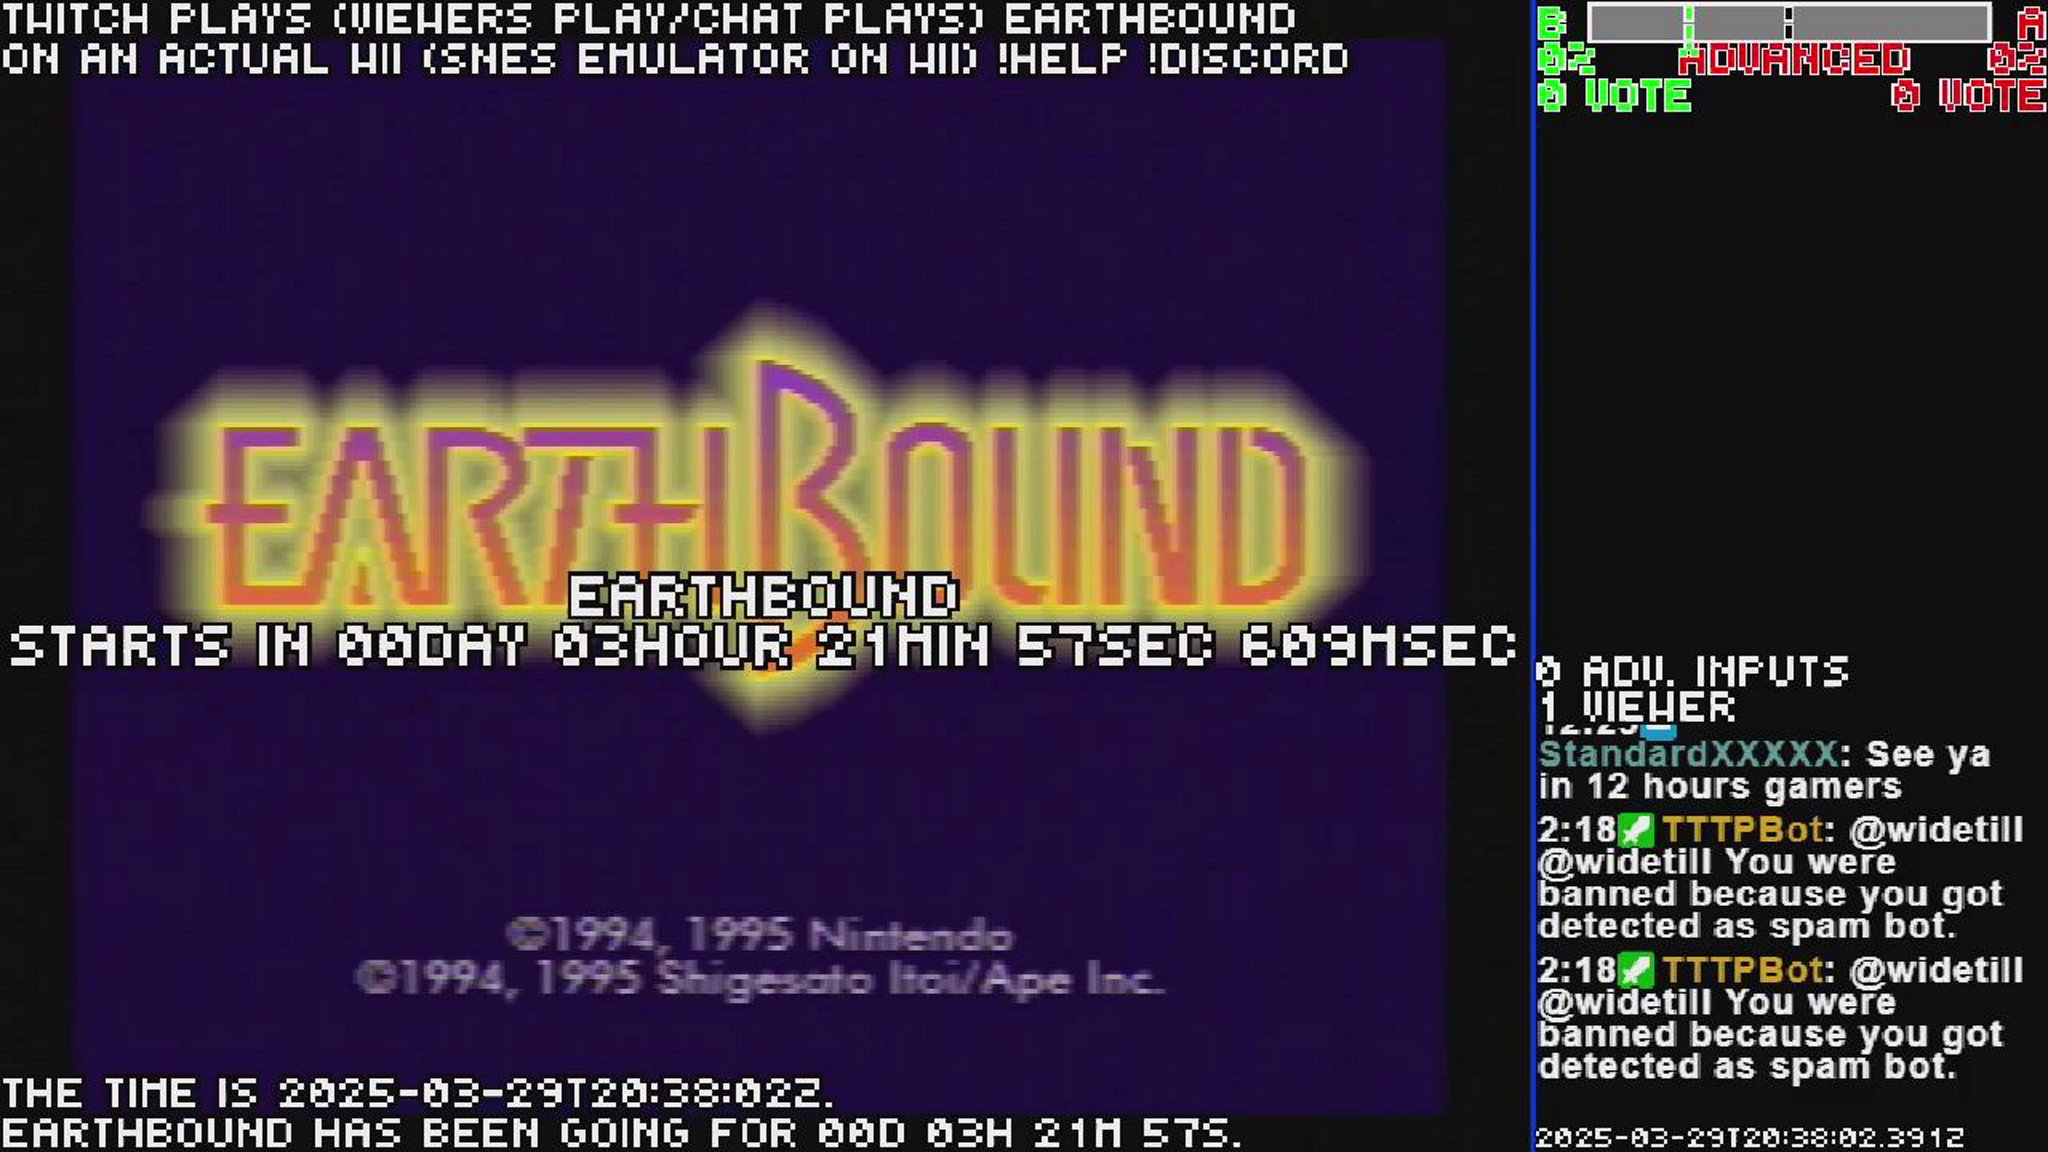 TWITCH PLAYS (VIEWERS PLAY/CHAT PLAYS) EARTHBOUND
ON AN ACTUAL WII (SNES EMULATOR ON WII) !HELP !DISCORD
EARTHBOUND
EARTHBOUND
STARTS IN 00DAY 03HOUR 21MIN 57SEC 609MSEC
©1994, 1995 Nintendo
©1994, 1995 Shigesato Itoi/Ape Inc.
THE TIME IS 2025-03-29T20:38:02Z.
EARTHBOUND HAS BEEN GOING FOR 00D 03H 21M 57S.
B A
0% ADVANCED 0%
0 VOTE 0 VOTE
0 ADV. INPUTS
1 VIEWER
StandardXXXXX: See ya
in 12 hours gamers
2:18 TTTPBot: @widetill
@widetill You were
banned because you got
detected as spam bot.
2:18 TTTPBot: @widetill
@widetill You were
banned because you got
detected as spam bot.
2025-03-29T20:38:02.391Z